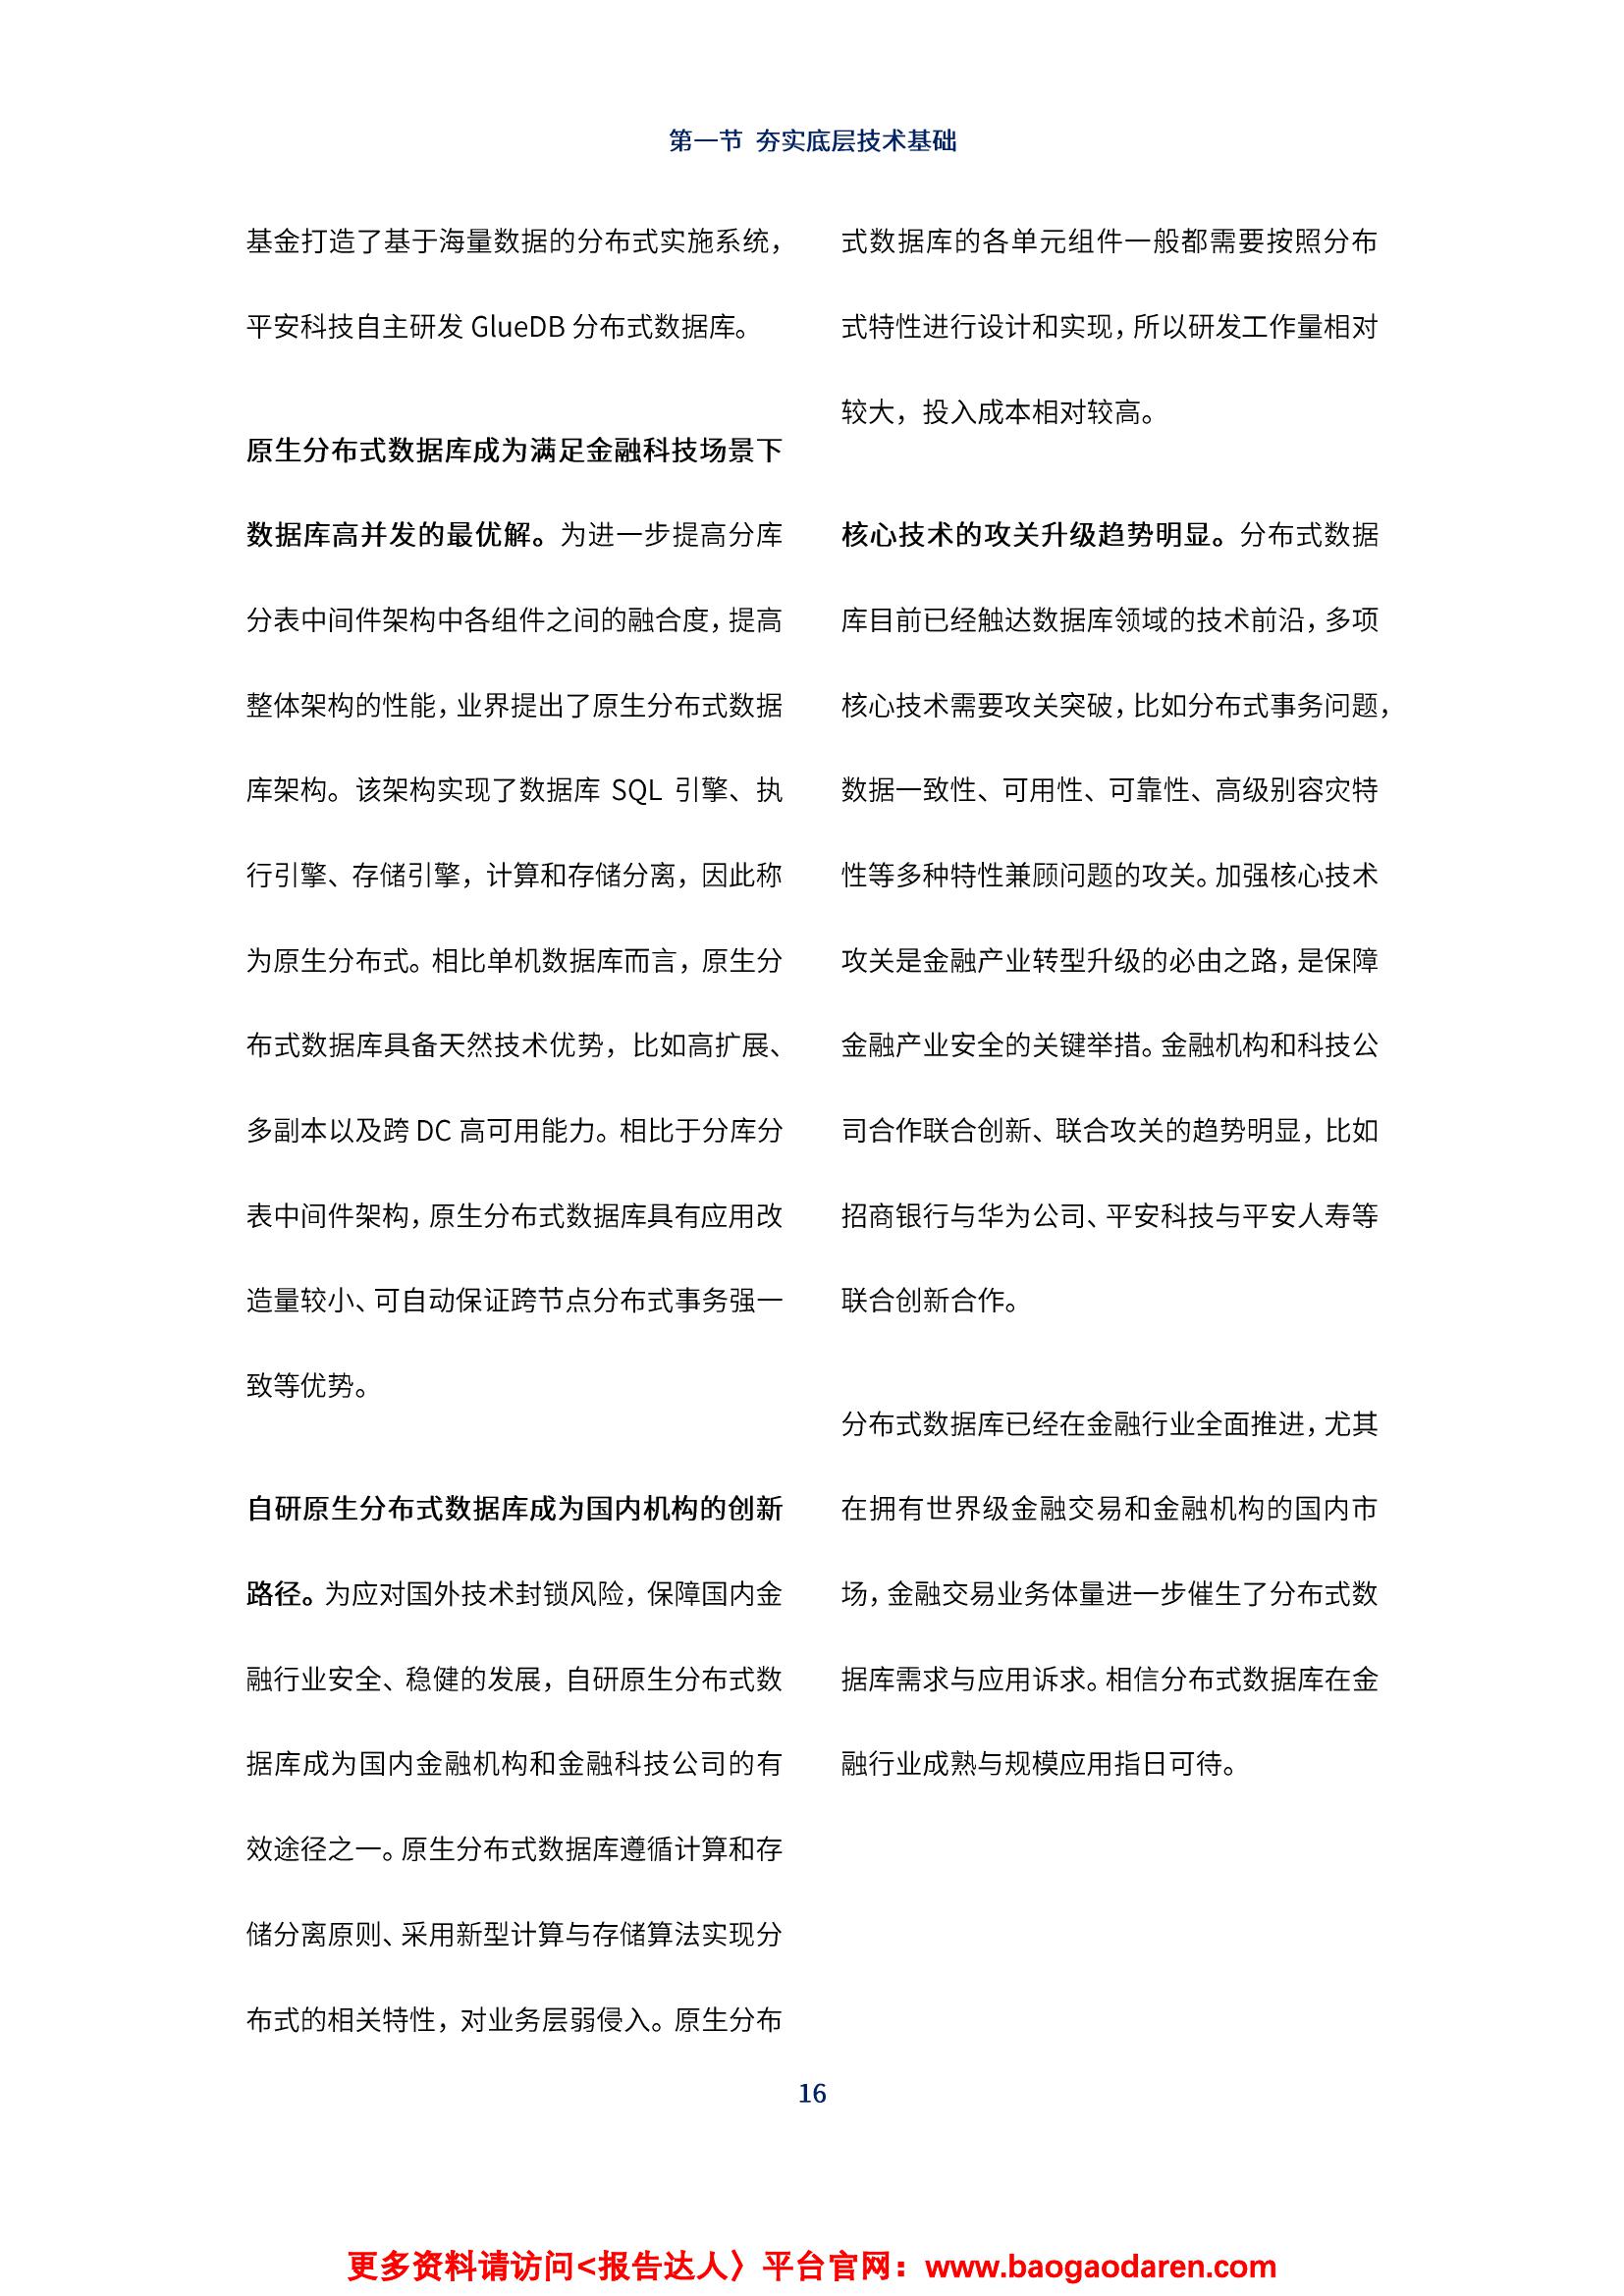 第一节 夯实底层技术基础
基金打造了基于海量数据的分布式实施系统，
平安科技自主研发 GlueDB 分布式数据库。
原生分布式数据库成为满足金融科技场景下
数据库高并发的最优解。为进一步提高分库
分表中间件架构中各组件之间的融合度，提高
整体架构的性能，业界提出了原生分布式数据
库架构。该架构实现了数据库 SQL 引擎、执
行引擎、存储引擎，计算和存储分离，因此称
为原生分布式。相比单机数据库而言，原生分
布式数据库具备天然技术优势，比如高扩展、
多副本以及跨 DC 高可用能力。相比于分库分
表中间件架构，原生分布式数据库具有应用改
造量较小、可自动保证跨节点分布式事务强一
致等优势。
自研原生分布式数据库成为国内机构的创新
路径。为应对国外技术封锁风险，保障国内金
融行业安全、稳健的发展，自研原生分布式数
据库成为国内金融机构和金融科技公司的有
效途径之一。原生分布式数据库遵循计算和存
储分离原则、采用新型计算与存储算法实现分
布式的相关特性，对业务层弱侵入。原生分布
式数据库的各单元组件一般都需要按照分布
式特性进行设计和实现，所以研发工作量相对
较大，投入成本相对较高。
核心技术的攻关升级趋势明显。分布式数据
库目前已经触达数据库领域的技术前沿，多项
核心技术需要攻关突破，比如分布式事务问题，
数据一致性、可用性、可靠性、高级别容灾特
性等多种特性兼顾问题的攻关。加强核心技术
攻关是金融产业转型升级的必由之路，是保障
金融产业安全的关键举措。金融机构和科技公
司合作联合创新、联合攻关的趋势明显，比如
招商银行与华为公司、平安科技与平安人寿等
联合创新合作。
分布式数据库已经在金融行业全面推进，尤其
在拥有世界级金融交易和金融机构的国内市
场，金融交易业务体量进一步催生了分布式数
据库需求与应用诉求。相信分布式数据库在金
融行业成熟与规模应用指日可待。
16
更多资料请访问<报告达人〉平台官网：www.baogaodaren.com